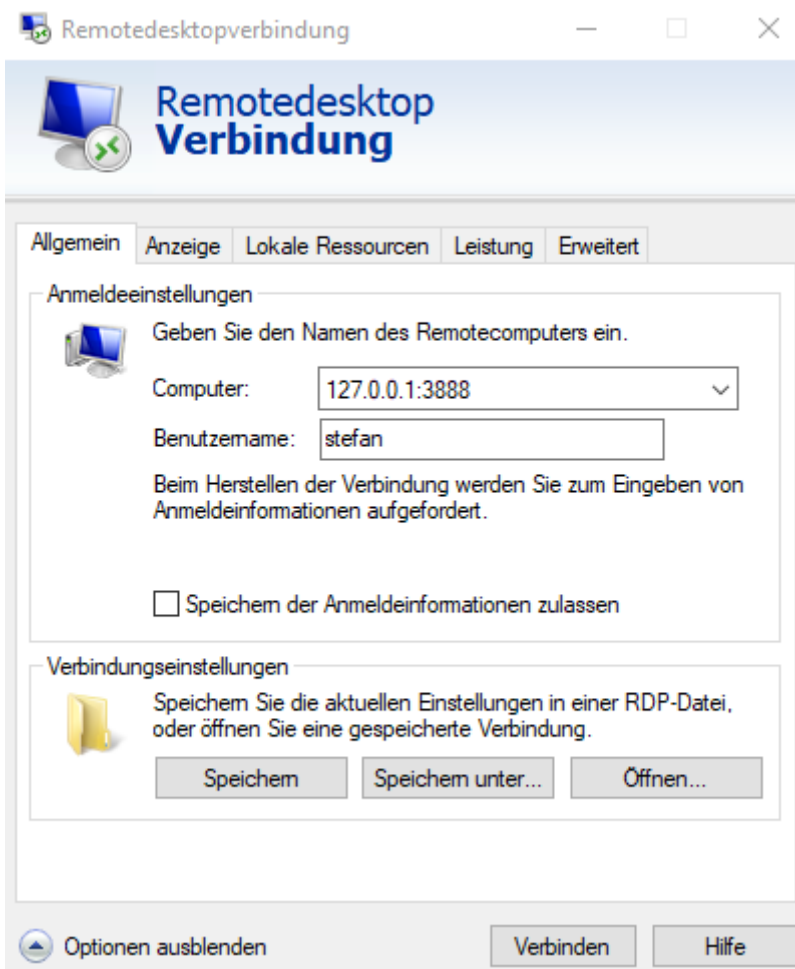 Remotedesktopverbindung
Remotedesktop
Verbindung
Allgemein Anzeige Lokale Ressourcen Leistung Erweitert
Anmeldeeinstellungen
Geben Sie den Namen des Remotecomputers ein.
Computer: 127.0.0.1:3888
Benutzername: stefan
Beim Herstellen der Verbindung werden Sie zum Eingeben von
Anmeldeinformationen aufgefordert.
Speichern der Anmeldeinformationen zulassen
Verbindungseinstellungen
Speichern Sie die aktuellen Einstellungen in einer RDP-Datei,
oder öffnen Sie eine gespeicherte Verbindung.
Speichern Speichern unter... Öffnen...
Optionen ausblenden Verbinden Hilfe